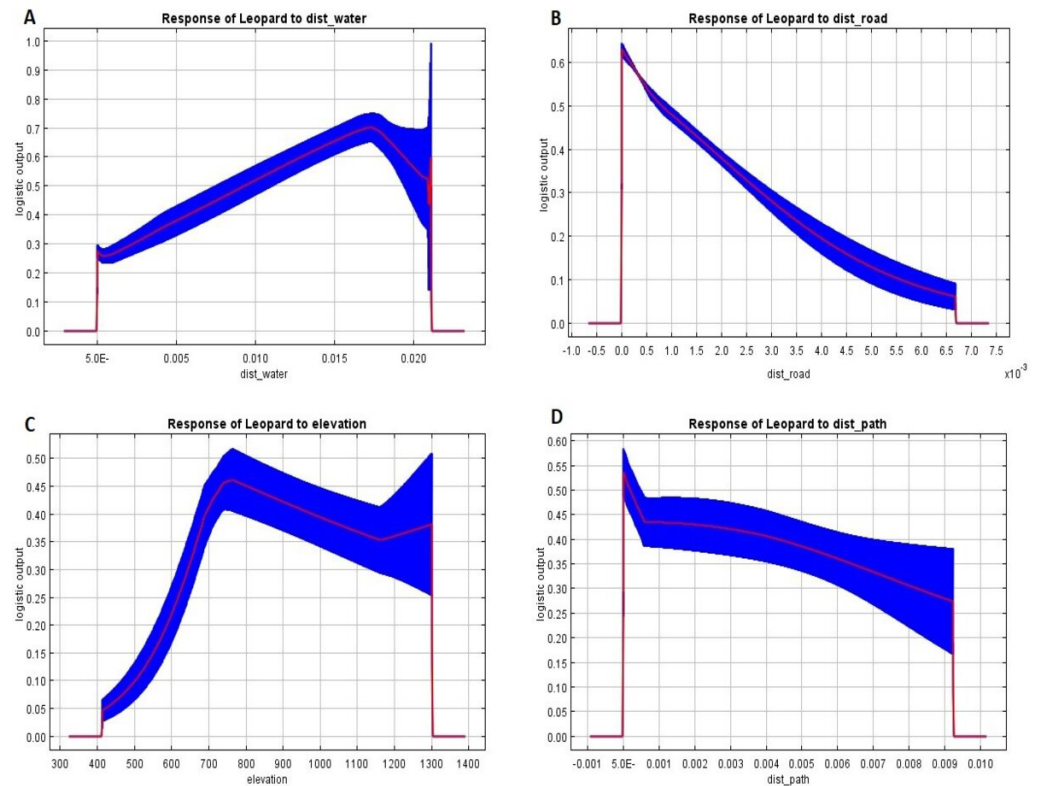 A
Response of Leopard to dist_water
logistic output
1.0
0.9
0.8
0.7
0.6
0.5
0.4
0.3
0.2
0.1
0.0
5.0E- 0.005 0.010 0.015 0.020
dist_water
B
Response of Leopard to dist_road
logistic output
0.6
0.5
0.4
0.3
0.2
0.1
0.0
-1.0 -0.5 0.0 0.5 1.0 1.5 2.0 2.5 3.0 3.5 4.0 4.5 5.0 5.5 6.0 6.5 7.0 7.5
dist_road
x10⁻³
C
Response of Leopard to elevation
logistic output
0.50
0.45
0.40
0.35
0.30
0.25
0.20
0.15
0.10
0.05
0.00
300 400 500 600 700 800 900 1000 1100 1200 1300 1400
elevation
D
Response of Leopard to dist_path
logistic output
0.60
0.55
0.50
0.45
0.40
0.35
0.30
0.25
0.20
0.15
0.10
0.05
0.00
-0.001 5.0E- 0.001 0.002 0.003 0.004 0.005 0.006 0.007 0.008 0.009 0.010
dist_path